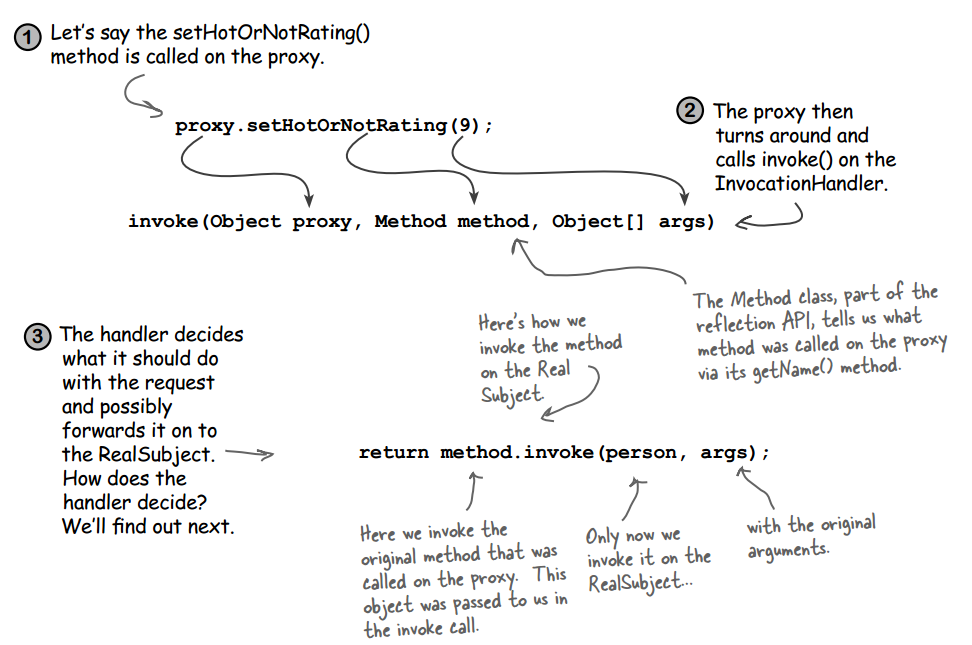 1
Let's say the setHotOrNotRating()
method is called on the proxy.
proxy.setHotOrNotRating(9);
2
The proxy then
turns around and
calls invoke() on the
InvocationHandler.
invoke(Object proxy, Method method, Object[] args)
The Method class, part of the
reflection API, tells us what
method was called on the proxy
via its getName() method.
Here's how we
invoke the method
on the Real
Subject.
3
The handler decides
what it should do
with the request
and possibly
forwards it on to
the RealSubject.
How does the
handler decide?
We'll find out next.
return method.invoke(person, args);
Here we invoke the
original method that was
called on the proxy. This
object was passed to us in
the invoke call.
Only now we
invoke it on the
RealSubject...
with the original
arguments.